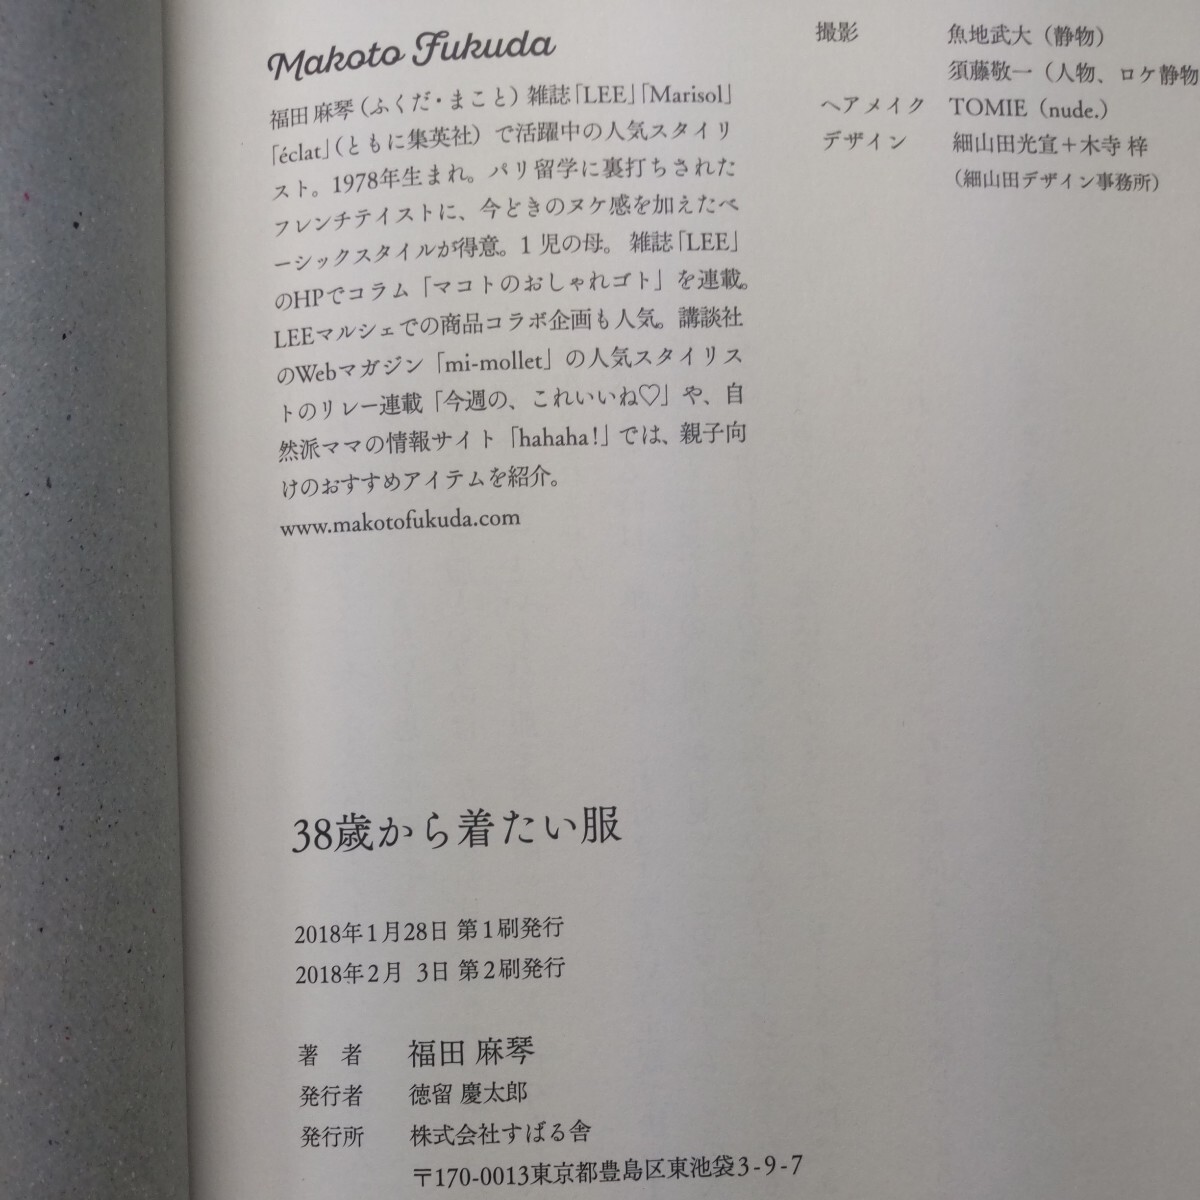 Makoto Fukuda
福田 麻琴（ふくだ・まこと）雑誌「LEE」「Marisol」
「éclat」（ともに集英社）で活躍中の人気スタイリ
スト。1978年生まれ。パリ留学に裏打ちされた
フレンチテイストに、今どきのヌケ感を加えたベ
ーシックスタイルが得意。1 児の母。 雑誌「LEE」
のHPでコラム「マコトのおしゃれゴト」を連載。
LEEマルシェでの商品コラボ企画も人気。講談社
のWebマガジン「mi-mollet」の人気スタイリス
トのリレー連載「今週の、これいいね♡」や、自
然派ママの情報サイト「hahaha!」では、親子向
けのおすすめアイテムを紹介。
www.makotofukuda.com
撮影 魚地武大（静物）
須藤敬一（人物、ロケ静物
ヘアメイク TOMIE（nude.）
デザイン 細山田光宣＋木寺 梓
（細山田デザイン事務所）
38歳から着たい服
2018年1月28日 第1刷発行
2018年2月 3日 第2刷発行
著 者 福田 麻琴
発行者 徳留 慶太郎
発行所 株式会社すばる舎
〒170-0013東京都豊島区東池袋3-9-7